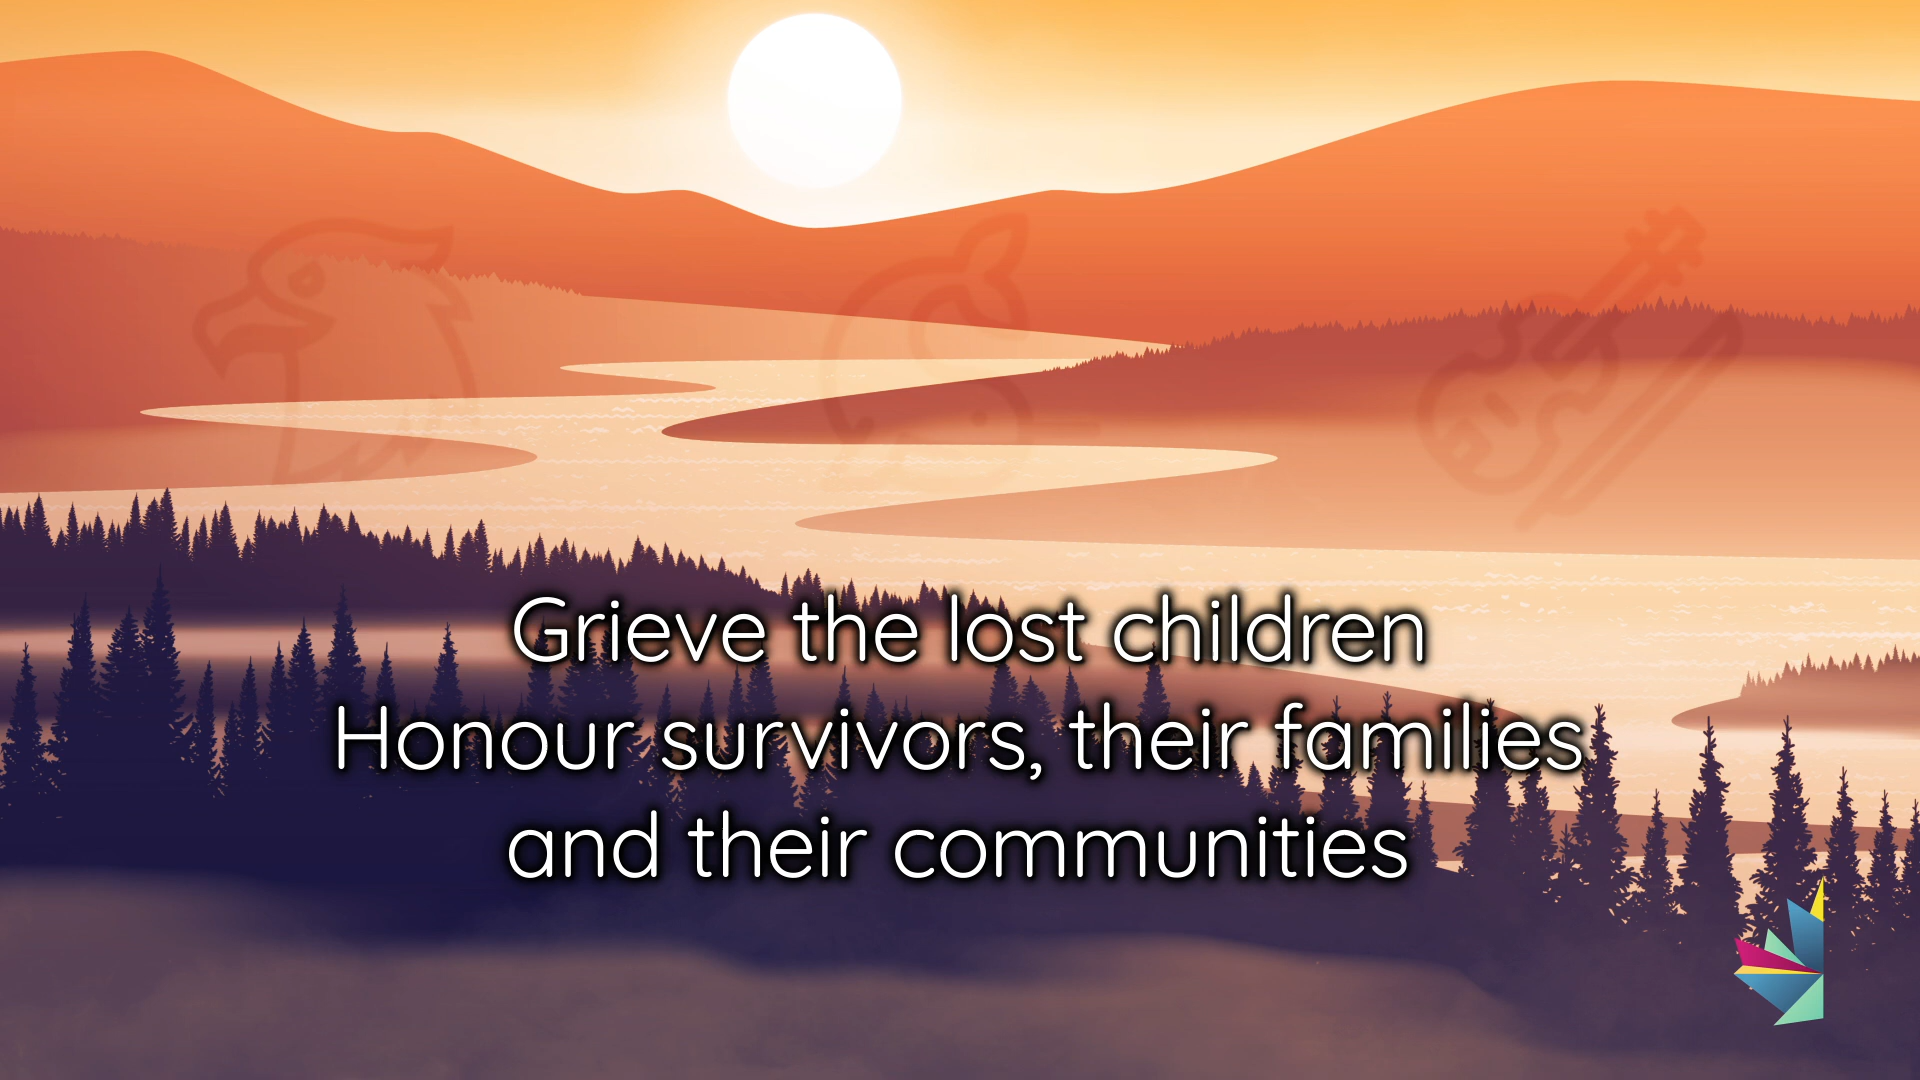 Grieve the lost children
Honour survivors, their families
and their communities